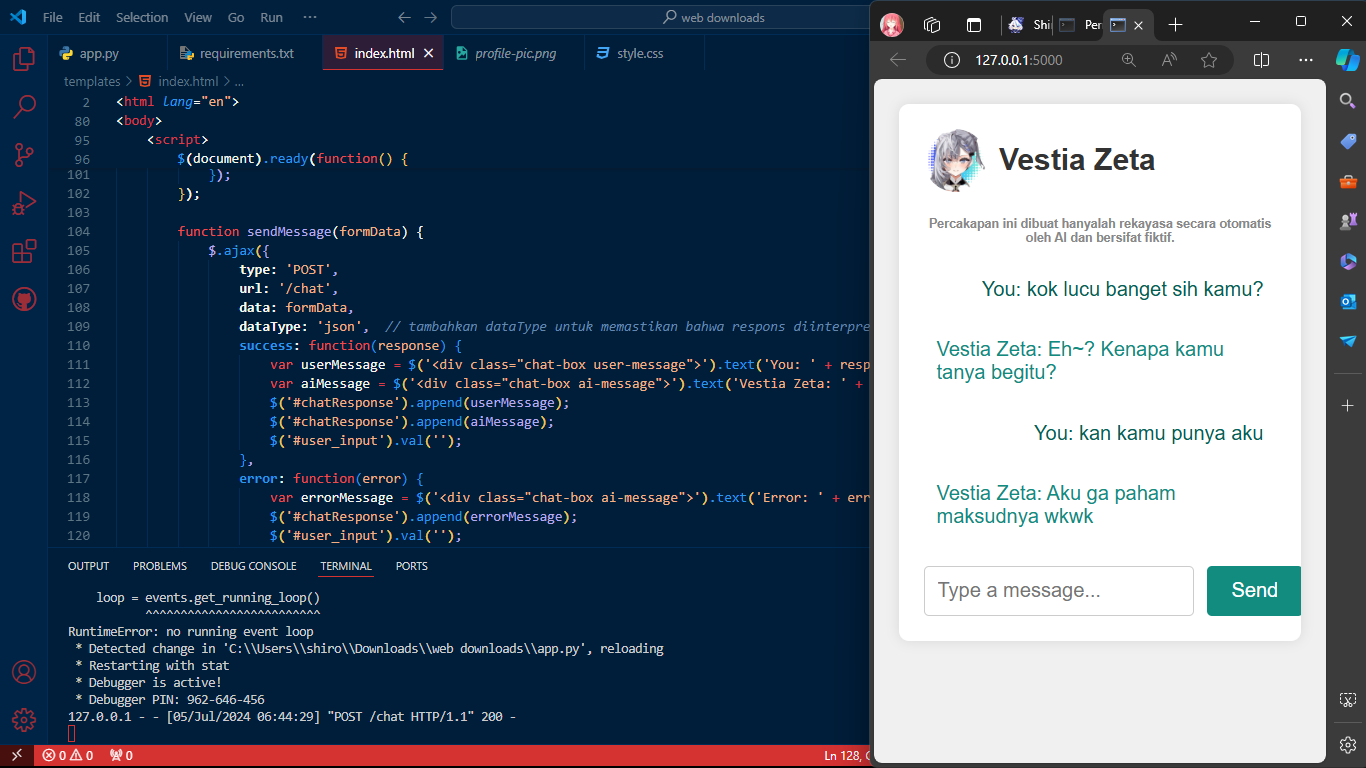 File Edit Selection View Go Run ··· web downloads
app.py requirements.txt index.html profile-pic.png style.css
templates > index.html > ...
2 <html lang="en">
80 <body>
95 <script>
96 $(document).ready(function() {
101 });
102 });
103
104 function sendMessage(formData) {
105 $.ajax({
106 type: 'POST',
107 url: '/chat',
108 data: formData,
109 dataType: 'json', // tambahkan dataType untuk memastikan bahwa respons diinterpre
110 success: function(response) {
111 var userMessage = $('<div class="chat-box user-message">').text('You: ' + resp
112 var aiMessage = $('<div class="chat-box ai-message">').text('Vestia Zeta: ' +
113 $('#chatResponse').append(userMessage);
114 $('#chatResponse').append(aiMessage);
115 $('#user_input').val('');
116 },
117 error: function(error) {
118 var errorMessage = $('<div class="chat-box ai-message">').text('Error: ' + err
119 $('#chatResponse').append(errorMessage);
120 $('#user_input').val('');
OUTPUT PROBLEMS DEBUG CONSOLE TERMINAL PORTS
loop = events.get_running_loop()
^^^^^^^^^^^^^^^^^^^^^^^^^
RuntimeError: no running event loop
* Detected change in 'C:\\Users\\shiro\\Downloads\\web downloads\\app.py', reloading
* Restarting with stat
* Debugger is active!
* Debugger PIN: 962-646-456
127.0.0.1 - - [05/Jul/2024 06:44:29] "POST /chat HTTP/1.1" 200 -
0 0 0 Ln 128, C
Shi Per
127.0.0.1:5000
Vestia Zeta
Percakapan ini dibuat hanyalah rekayasa secara otomatis
oleh AI dan bersifat fiktif.
You: kok lucu banget sih kamu?
Vestia Zeta: Eh~? Kenapa kamu
tanya begitu?
You: kan kamu punya aku
Vestia Zeta: Aku ga paham
maksudnya wkwk
Type a message... Send